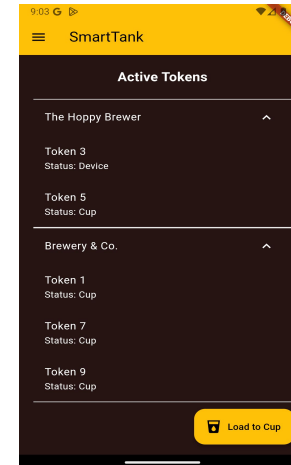 9:03 G
SmartTank
Active Tokens
The Hoppy Brewer
Token 3
Status: Device
Token 5
Status: Cup
Brewery & Co.
Token 1
Status: Cup
Token 7
Status: Cup
Token 9
Status: Cup
Load to Cup